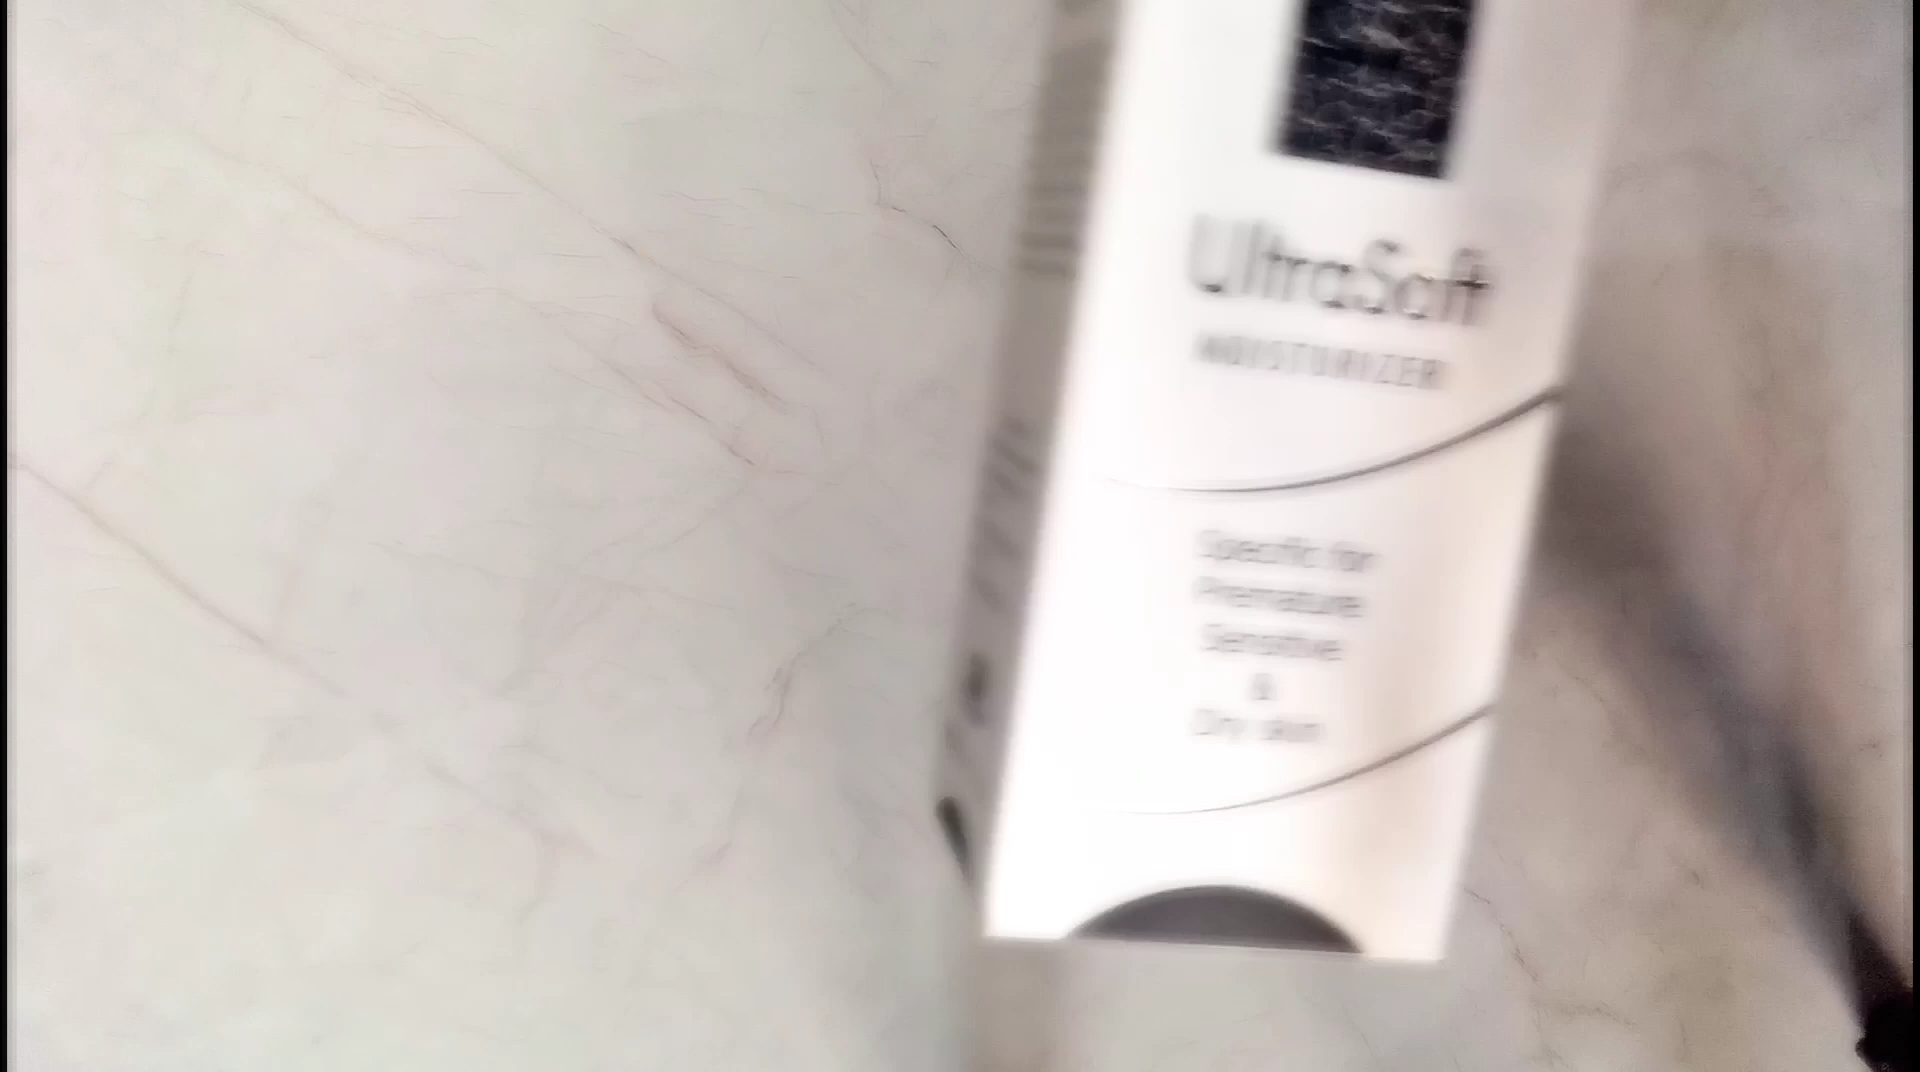 UltraSoft
MOISTURIZER
Specific for
Premature
Sensitive
&
Dry skin